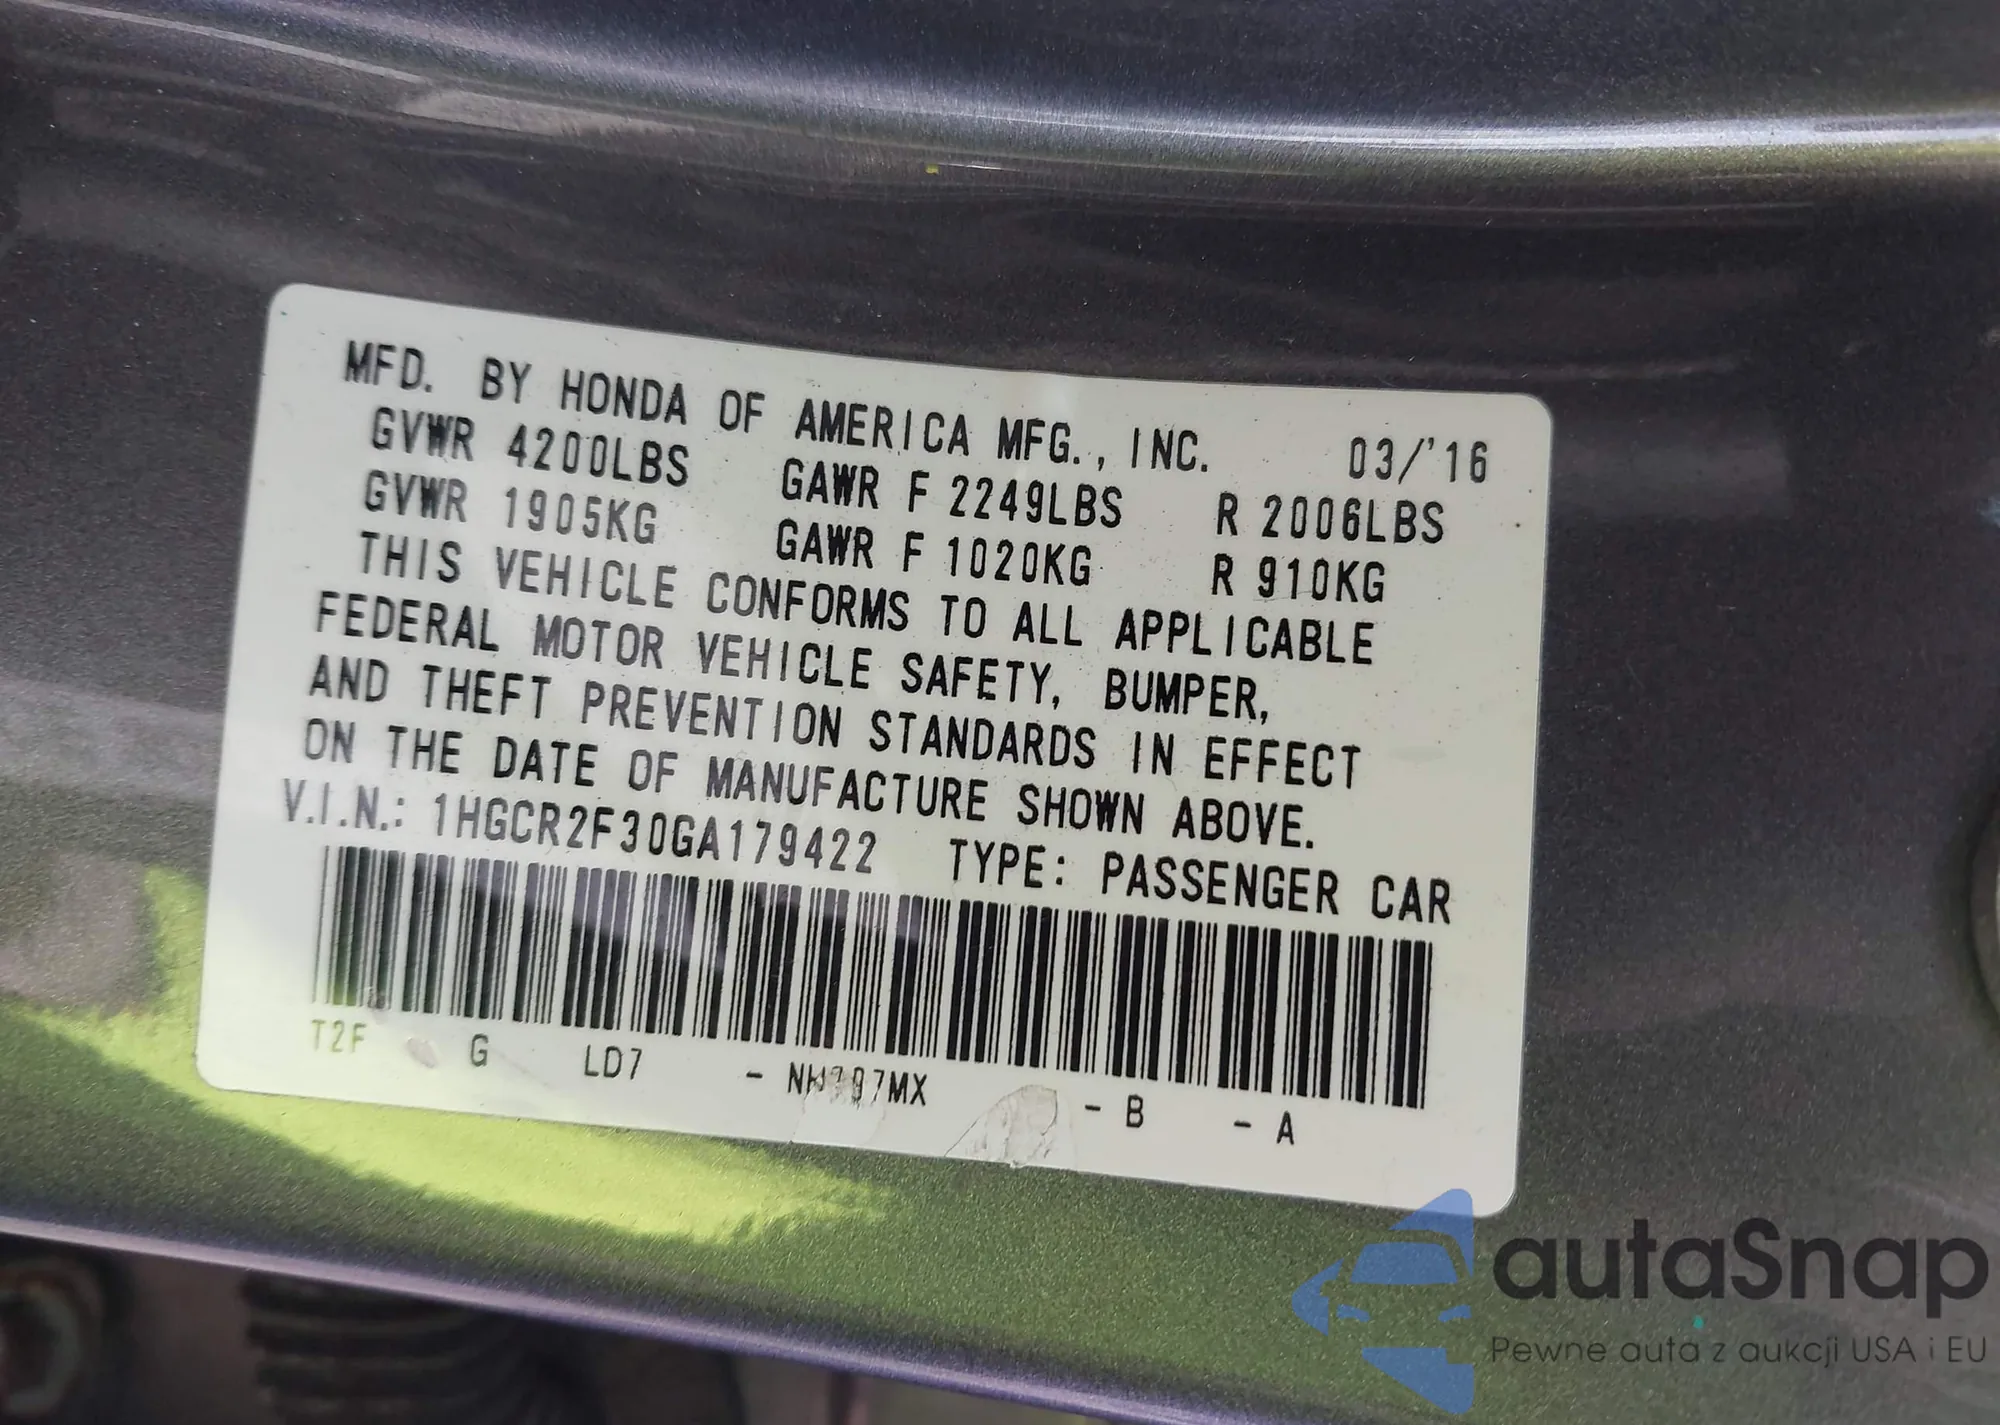 MFD. BY HONDA OF AMERICA MFG., INC. 03/'16
GVWR 4200LBS GAWR F 2249LBS R 2006LBS
GVWR 1905KG GAWR F 1020KG R 910KG
THIS VEHICLE CONFORMS TO ALL APPLICABLE
FEDERAL MOTOR VEHICLE SAFETY, BUMPER,
AND THEFT PREVENTION STANDARDS IN EFFECT
ON THE DATE OF MANUFACTURE SHOWN ABOVE.
V.I.N.: 1HGCR2F30GA179422 TYPE: PASSENGER CAR
T2F G LD7 - NH797MX - B - A
autaSnap
Pewne auta z aukcji USA i EU